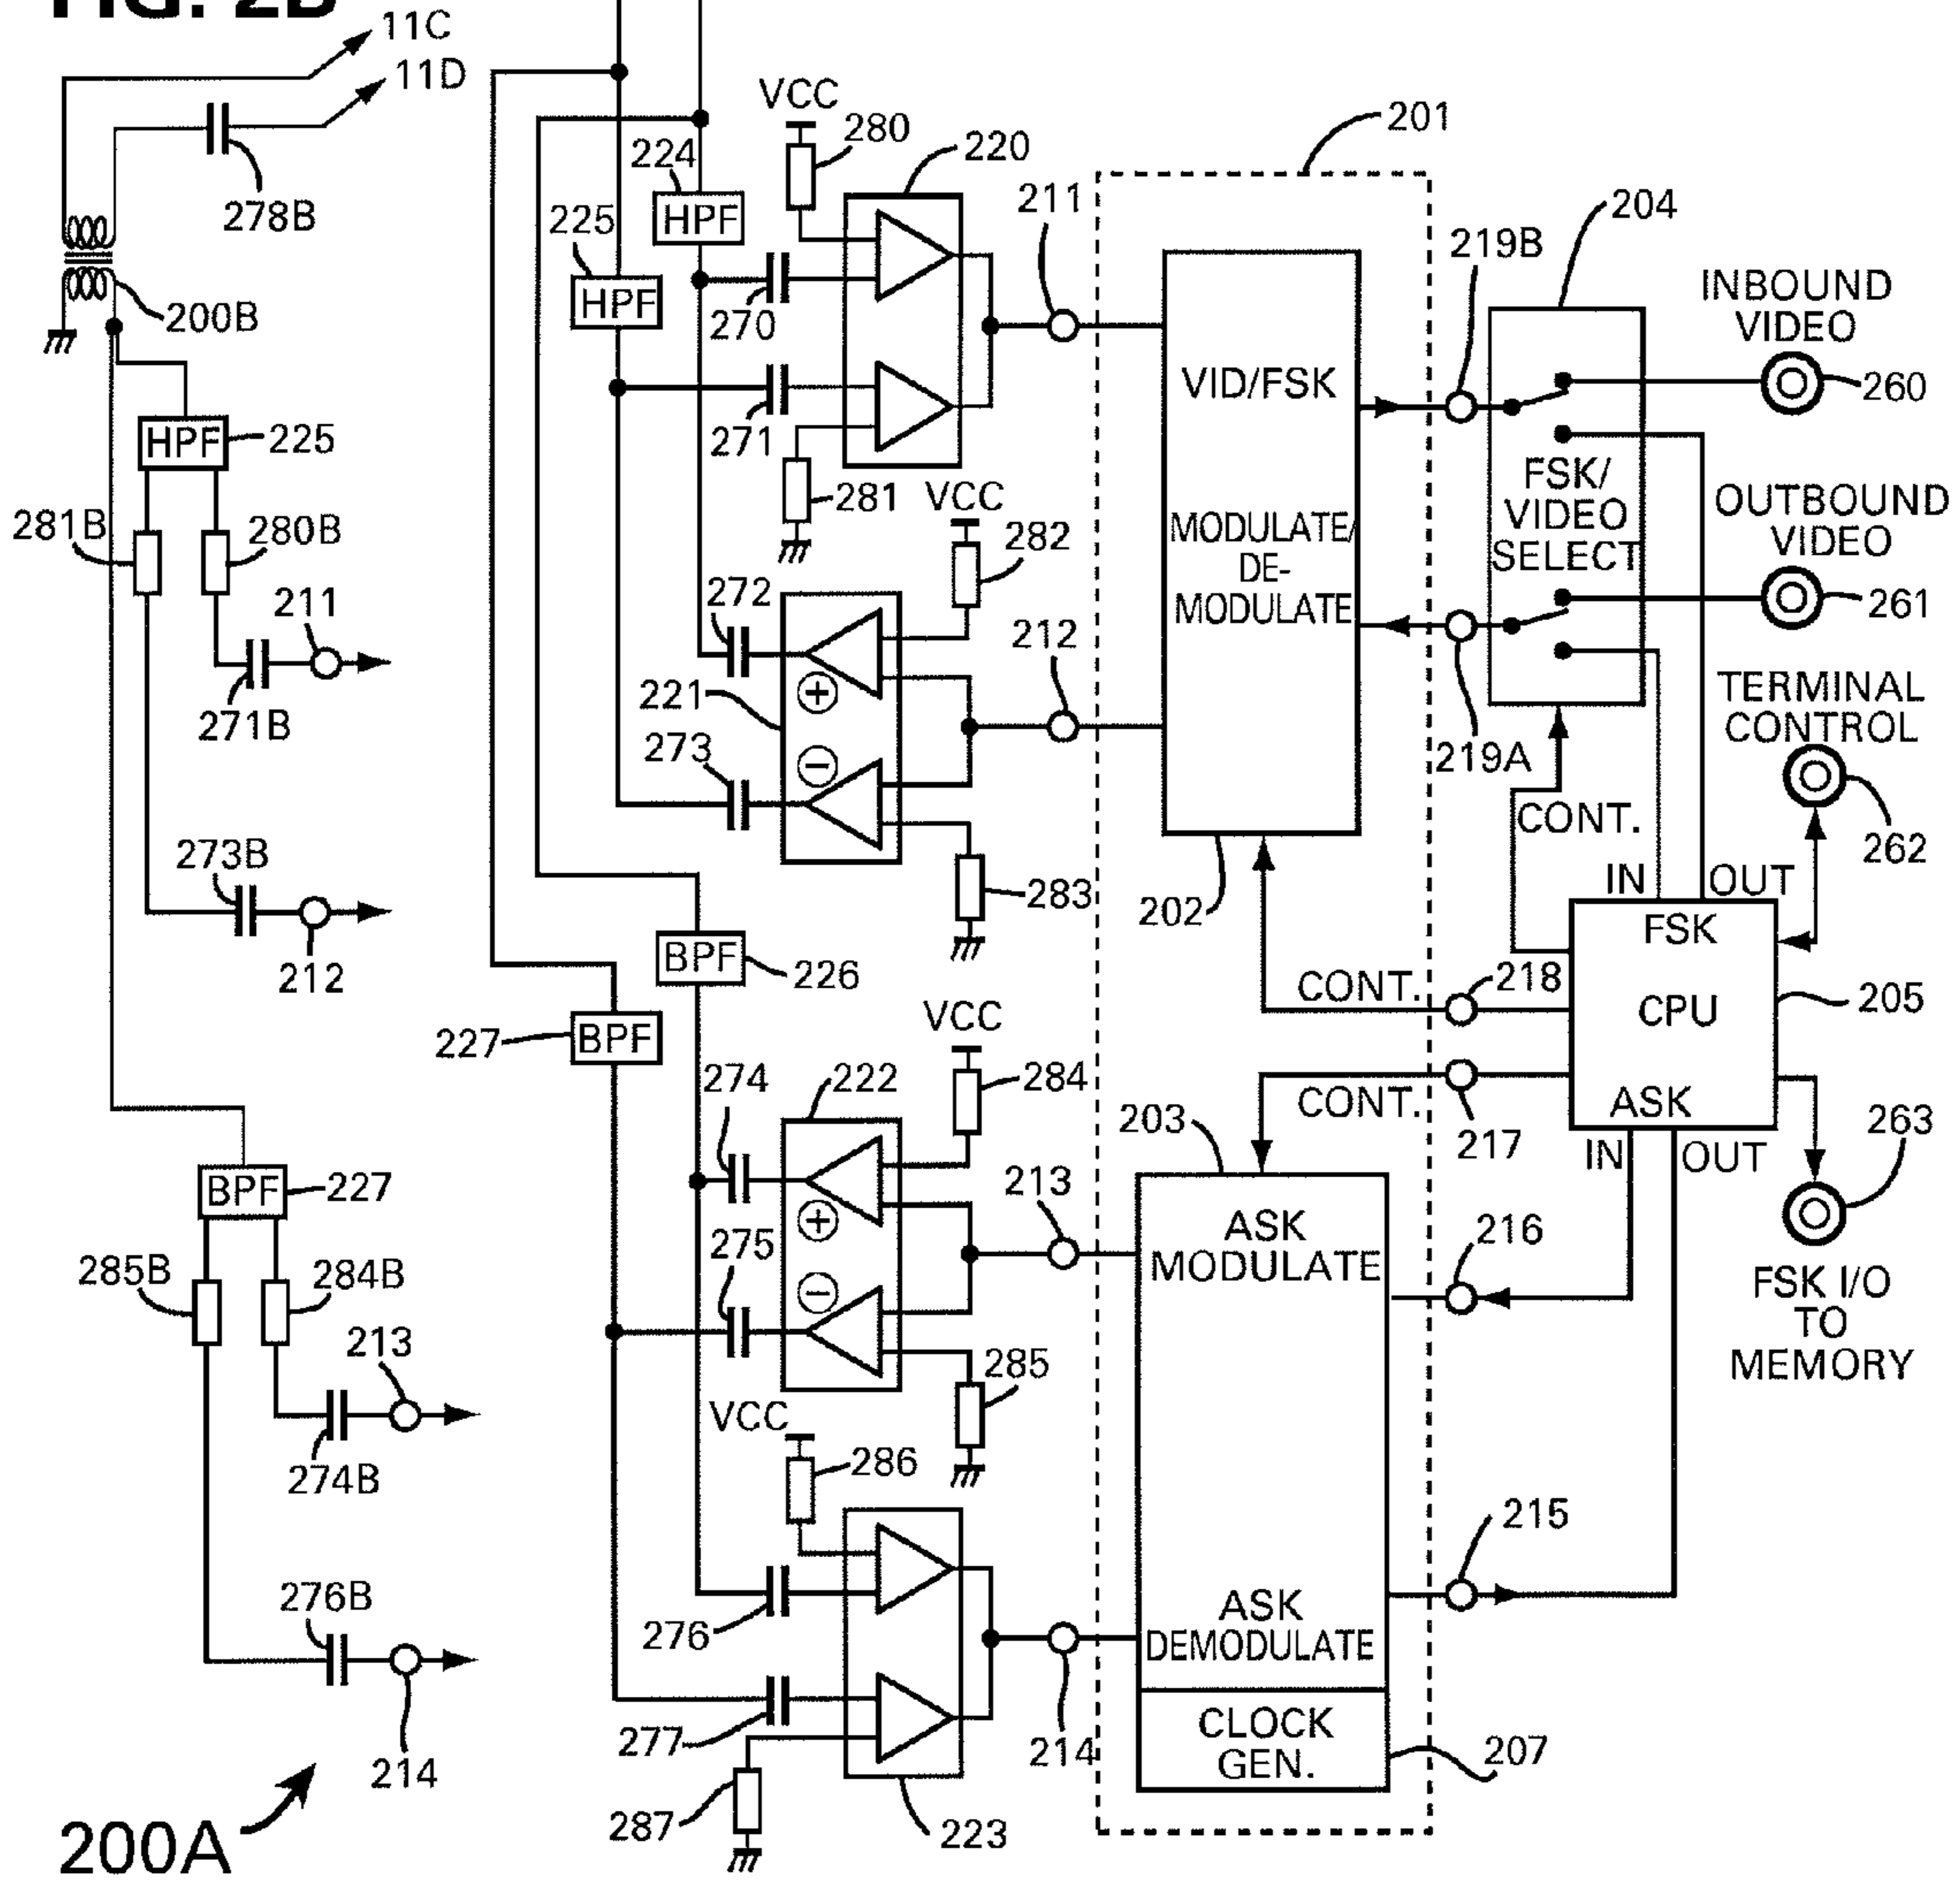 FIG. 2B
11C
11D
278B
200B
HPF
225
281B
280B
211
271B
273B
212
BPF
227
285B
284B
213
274B
276B
214
200A
VCC
280
220
224
HPF
225
HPF
270
271
281
211
VCC
282
272
221
+
212
273
−
283
BPF
226
227
BPF
VCC
284
274
222
+
213
275
−
285
VCC
286
276
277
214
287
223
201
VID/FSK
MODULATE/
DE-
MODULATE
202
219B
204
FSK/
VIDEO
SELECT
219A
INBOUND
VIDEO
260
OUTBOUND
VIDEO
261
TERMINAL
CONTROL
262
CONT.
IN
OUT
FSK
CPU
ASK
205
CONT.
218
CONT.
217
IN
OUT
263
FSK I/O
TO
MEMORY
203
ASK
MODULATE
216
215
ASK
DEMODULATE
CLOCK
GEN.
207